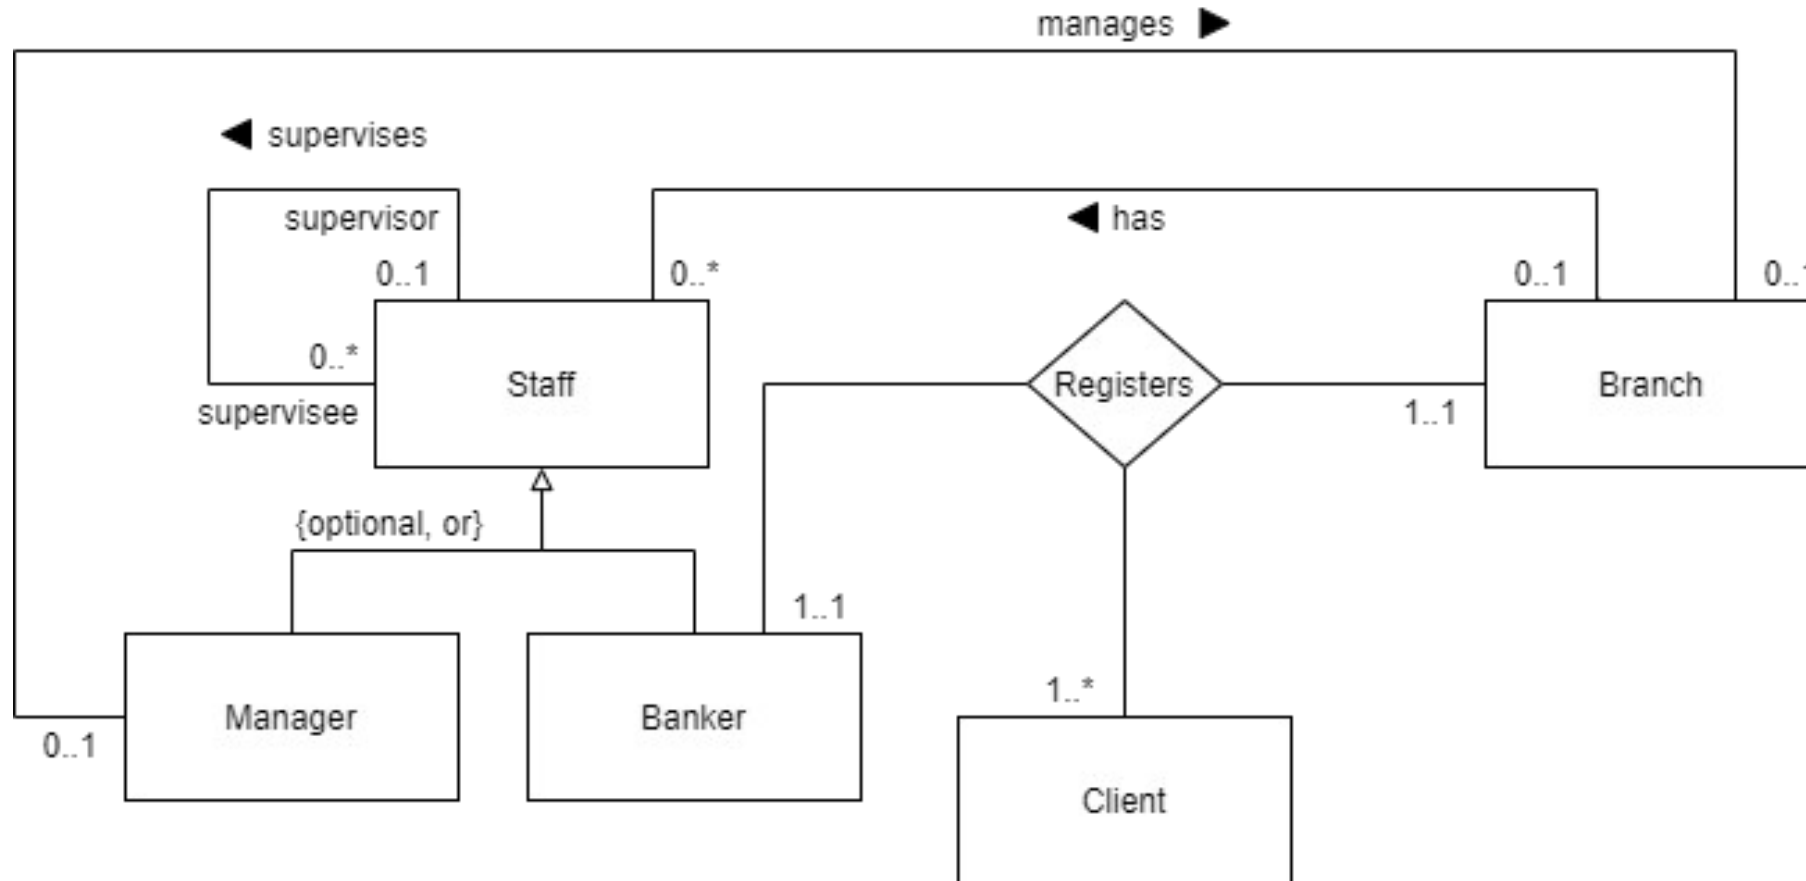 manages
supervises
supervisor
has
0..1
0..*
0..1
0..
0..*
Staff
Registers
Branch
supervisee
1..1
{optional, or}
1..1
1..*
Manager
Banker
0..1
Client